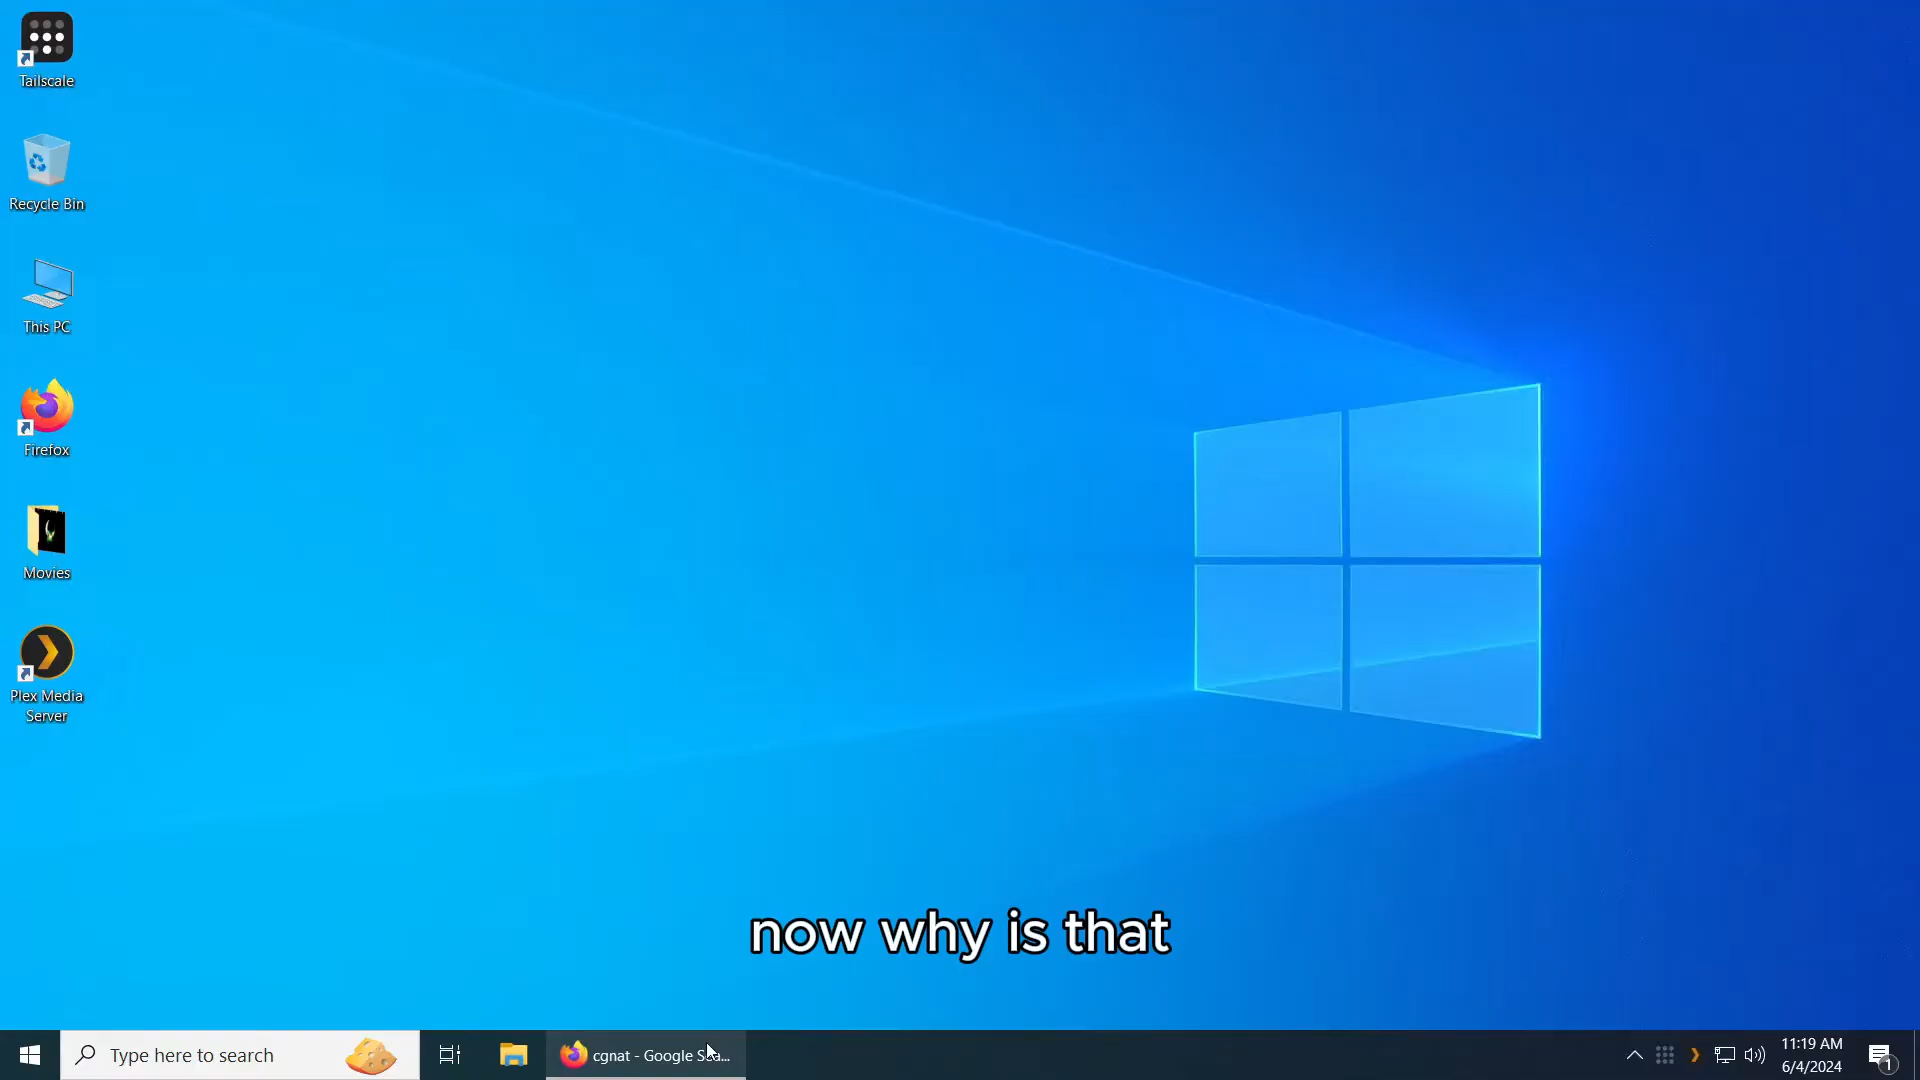 Tailscale
Recycle Bin
This PC
Firefox
Movies
Plex Media
Server
now why is that
Type here to search
cgnat - Google Sea...
11:19 AM
6/4/2024
1